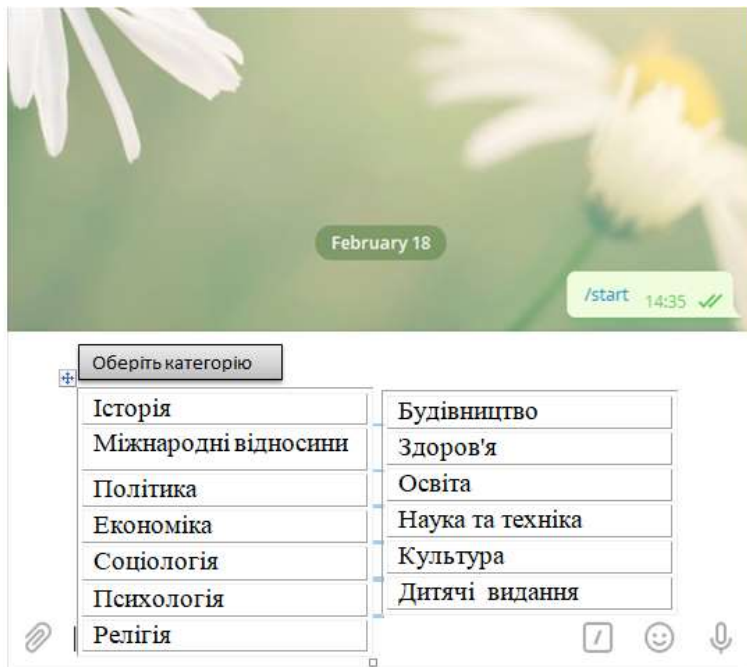 February 18
/start 14:35
Оберіть категорію
Історія
Міжнародні відносини
Політика
Економіка
Соціологія
Психологія
Релігія
Будівництво
Здоров'я
Освіта
Наука та техніка
Культура
Дитячі видання